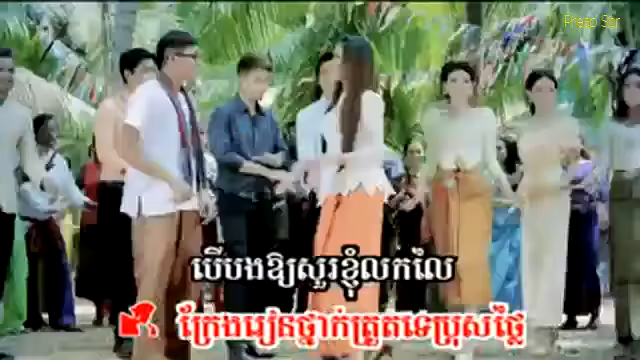 Preap Sor
បើបងឱ្យសួរខ្ញុំលកលៃ
ក្រែងរៀនថ្នាក់ត្រួតទេប្រុសថ្លៃ